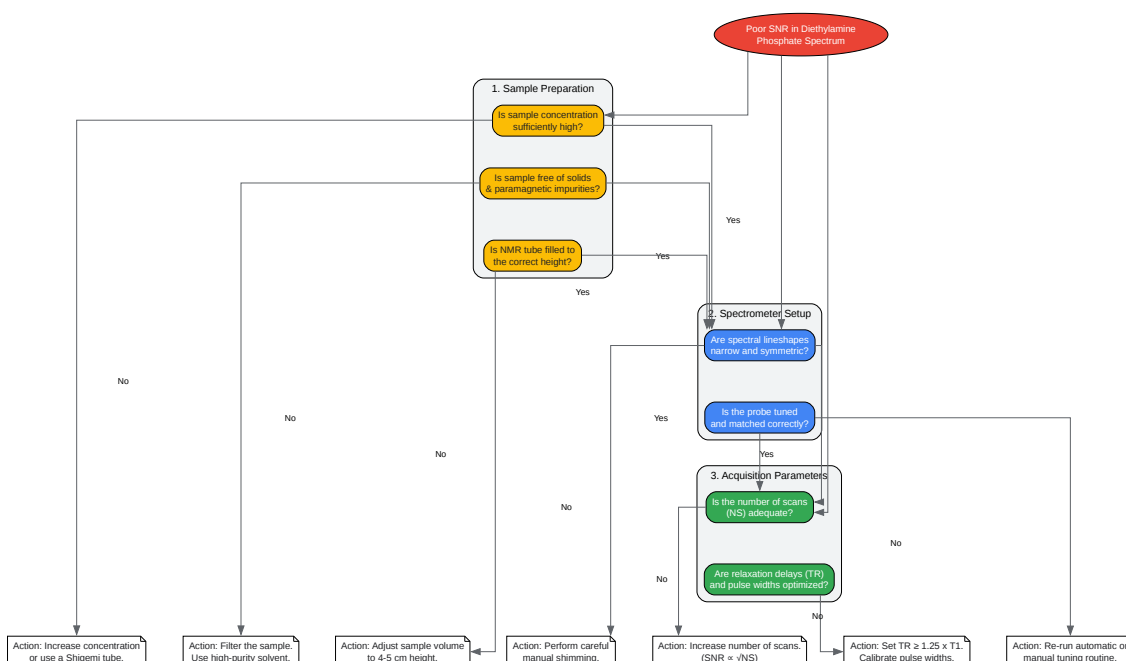 Poor SNR in Diethylamine
Phosphate Spectrum
1. Sample Preparation
Is sample concentration
sufficiently high?
Is sample free of solids
& paramagnetic impurities?
Yes
Is NMR tube filled to
the correct height?
Yes
Yes
2. Spectrometer Setup
Are spectral lineshapes
narrow and symmetric?
No
No
Is the probe tuned
and matched correctly?
Yes
No
Yes
3. Acquisition Parameters
Is the number of scans
(NS) adequate?
No
No
Are relaxation delays (TR)
and pulse widths optimized?
No
No
Action: Increase concentration
or use a Shigemi tube.
Action: Filter the sample.
Use high-purity solvent.
Action: Adjust sample volume
to 4-5 cm height.
Action: Perform careful
manual shimming.
Action: Increase number of scans.
(SNR ∝ √NS)
Action: Set TR ≥ 1.25 x T1.
Calibrate pulse widths.
Action: Re-run automatic or
manual tuning routine.